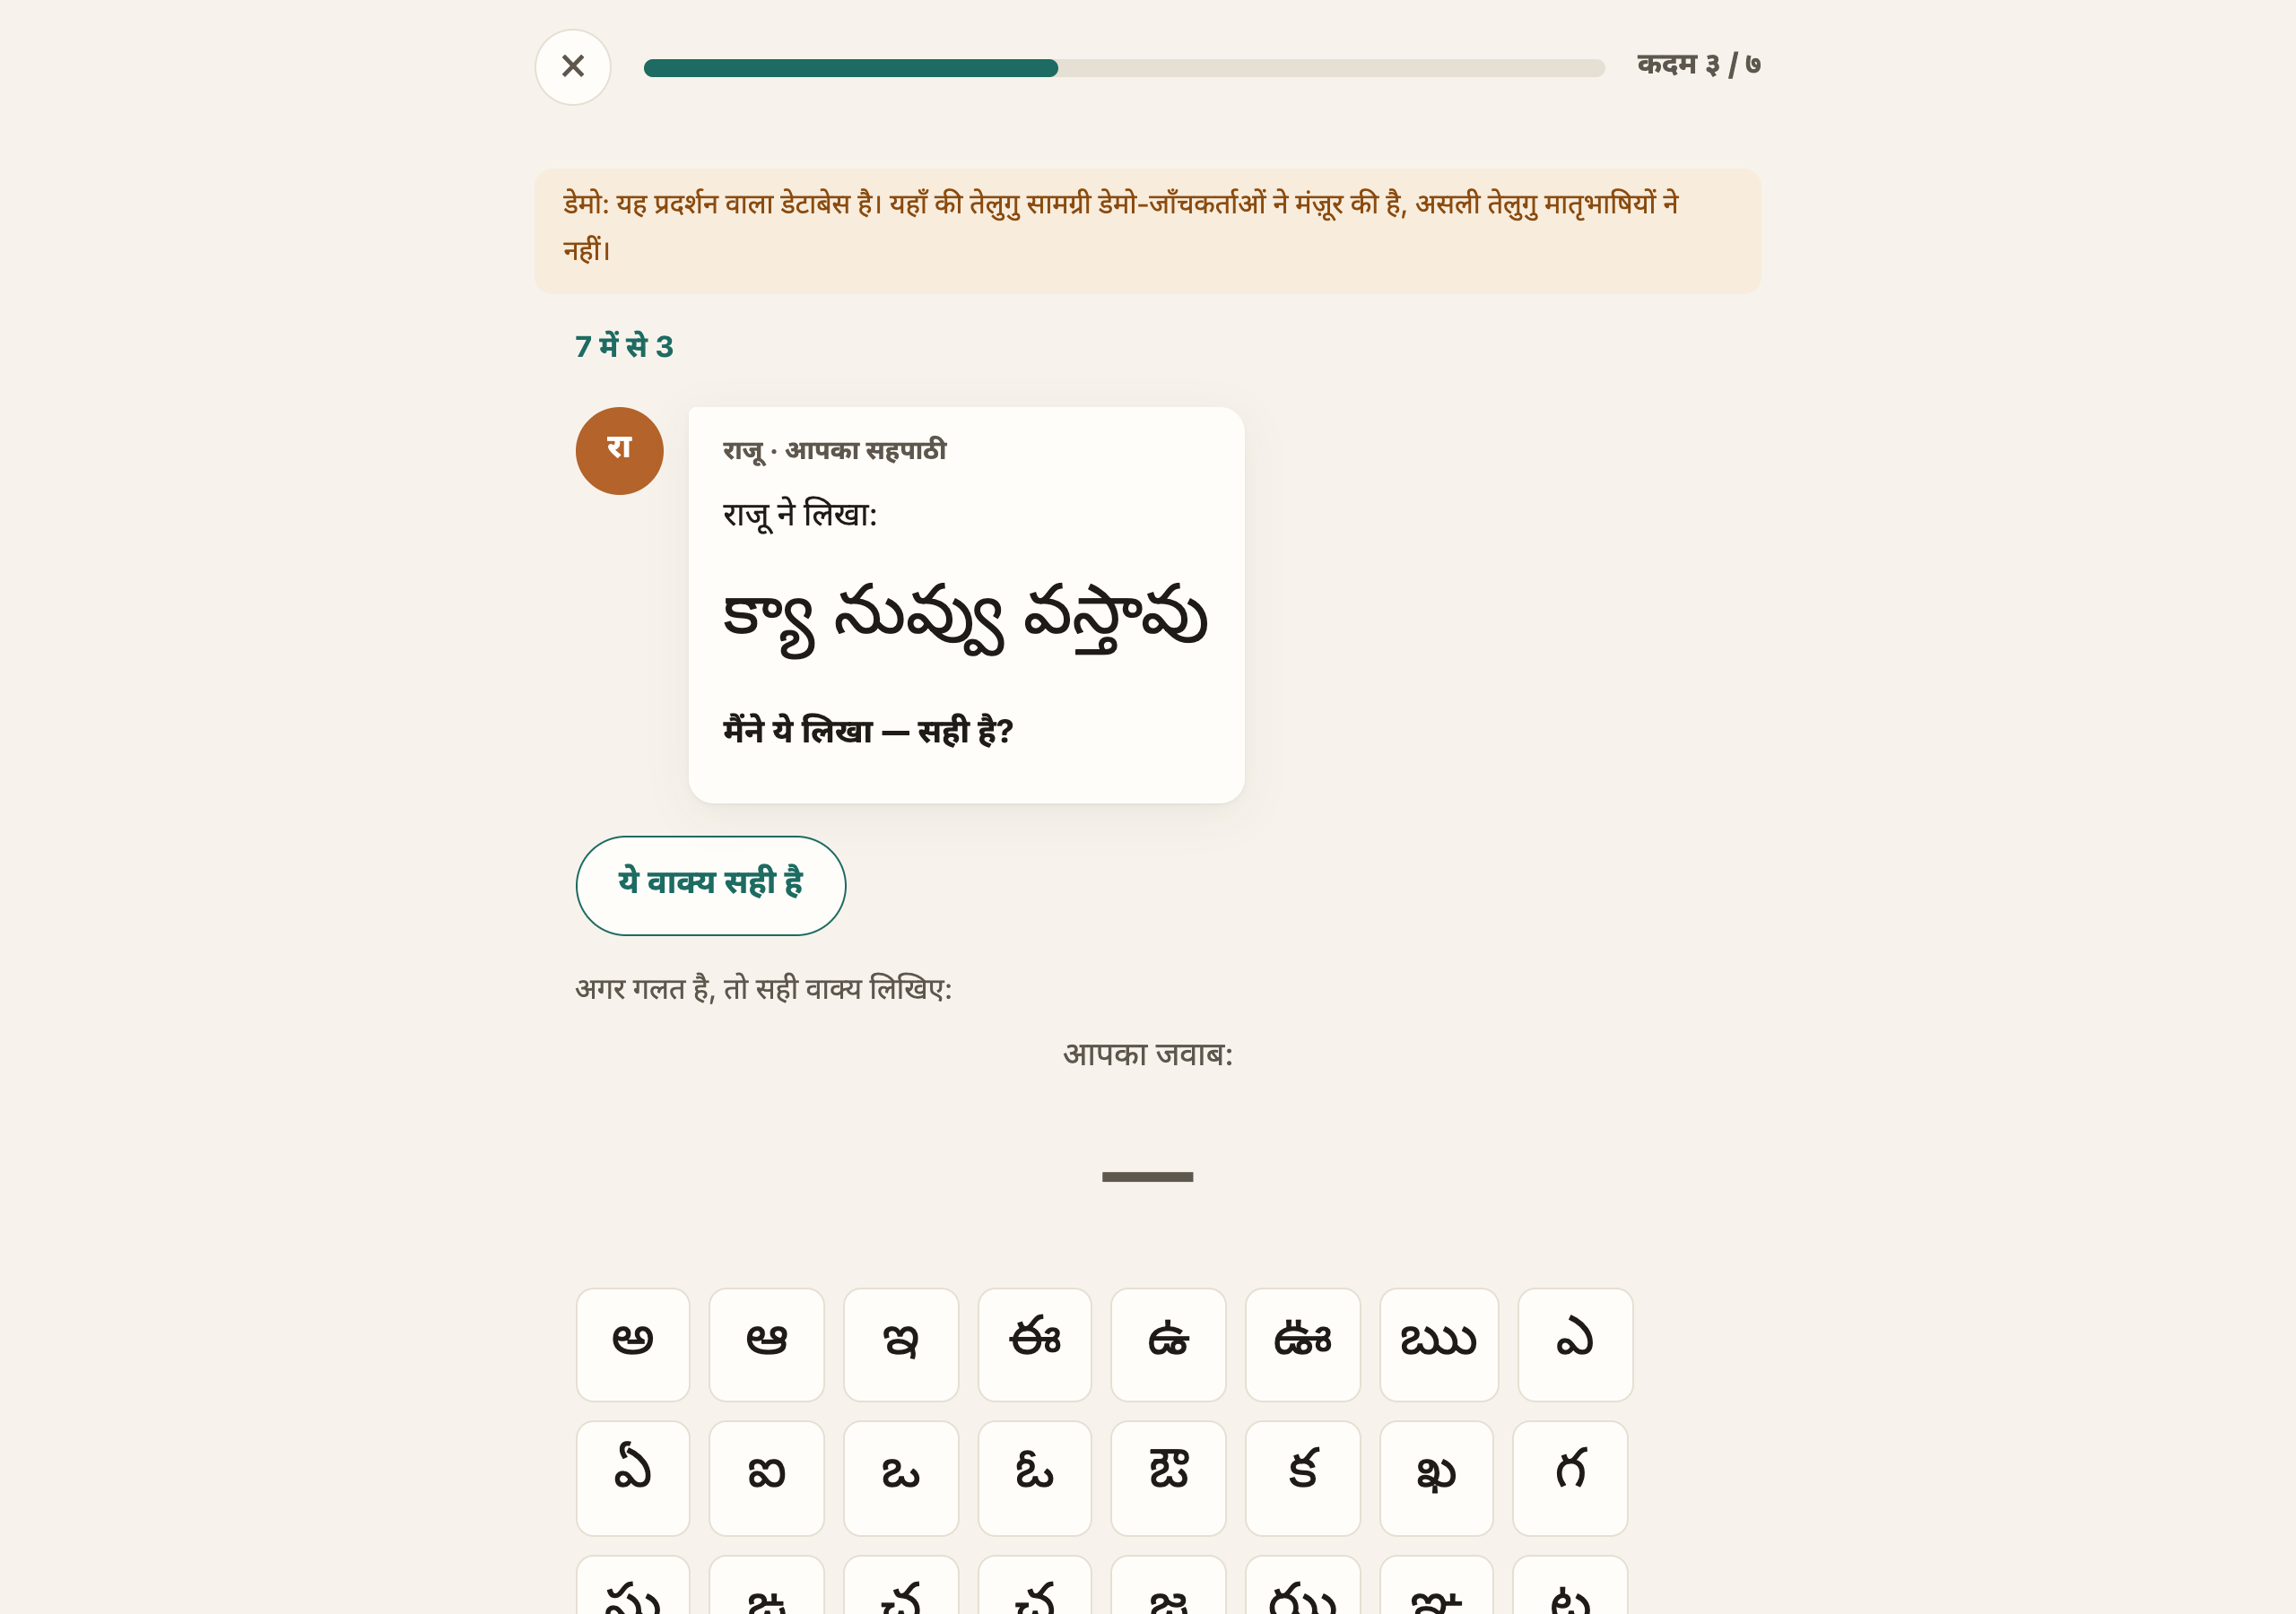 ×
कदम ३ / ७
डेमो: यह प्रदर्शन वाला डेटाबेस है। यहाँ की तेलुगु सामग्री डेमो-जाँचकर्ताओं ने मंज़ूर की है, असली तेलुगु मातृभाषियों ने
नहीं।
7 में से 3
रा
राजू · आपका सहपाठी
राजू ने लिखा:
క్యా నువ్వు వస్తావు
मैंने ये लिखा — सही है?
ये वाक्य सही है
अगर गलत है, तो सही वाक्य लिखिए:
आपका जवाब:
అ ఆ ఇ ఈ ఉ ఊ ఋ ఎ
ఏ ఐ ఒ ఓ ఔ క ఖ గ